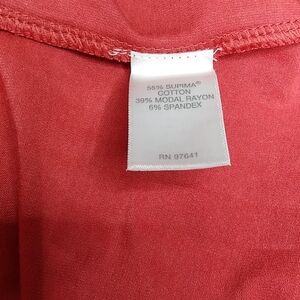 55% SUPIMA®
COTTON
39% MODAL RAYON
6% SPANDEX
RN 97641